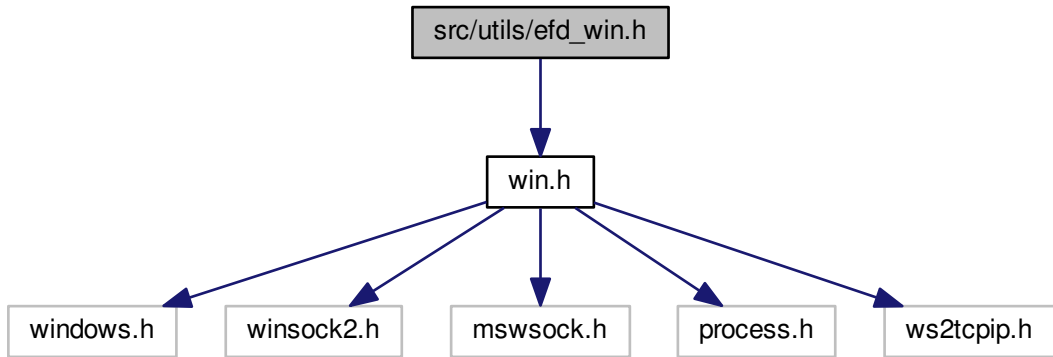 src/utils/efd_win.h
win.h
windows.h
winsock2.h
mswsock.h
process.h
ws2tcpip.h